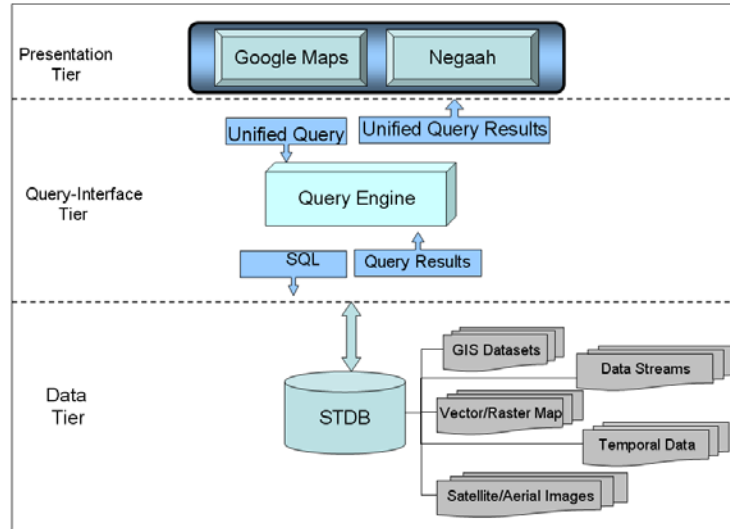 Presentation
Tier
Google Maps
Negaah
Unified Query
Unified Query Results
Query-Interface
Tier
Query Engine
SQL
Query Results
Data
Tier
STDB
GIS Datasets
Data Streams
Vector/Raster Map
Temporal Data
Satellite/Aerial Images